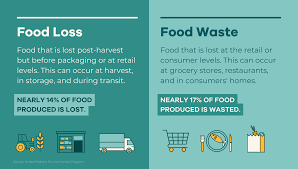 Food Loss
Food that is lost post-harvest
but before packaging or at retail
levels. This can occur at harvest,
in storage, and during transit.
NEARLY 14% OF FOOD
PRODUCED IS LOST.
Food Waste
Food that is lost at the retail or
consumer levels. This can occur
at grocery stores, restaurants,
and in consumers' homes.
NEARLY 17% OF FOOD
PRODUCED IS WASTED.